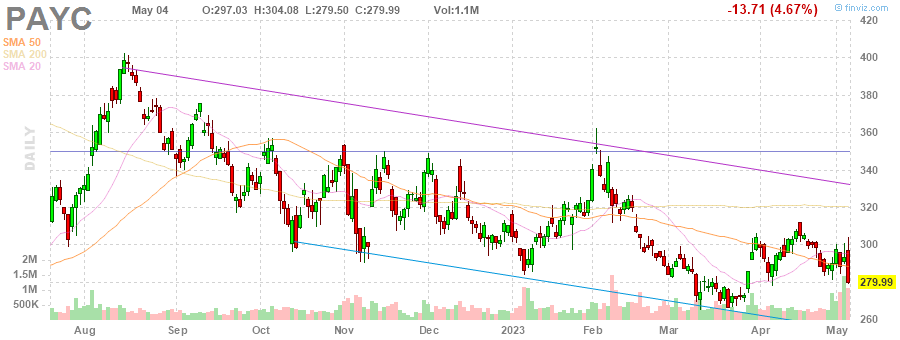 PAYC May 04 O:297.03 H:304.08 L:279.50 C:279.99 Vol:1.1M -13.71 (4.67%) © finviz.com
SMA 50
SMA 200
SMA 20
DAILY
420
400
380
360
340
320
300
279.99
260
2M
1.5M
1M
500K
Aug Sep Oct Nov Dec 2023 Feb Mar Apr May